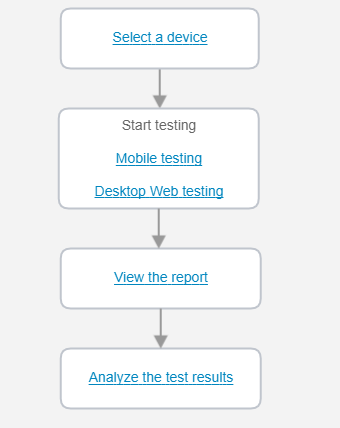 Select a device
Start testing
Mobile testing
Desktop Web testing
View the report
Analyze the test results